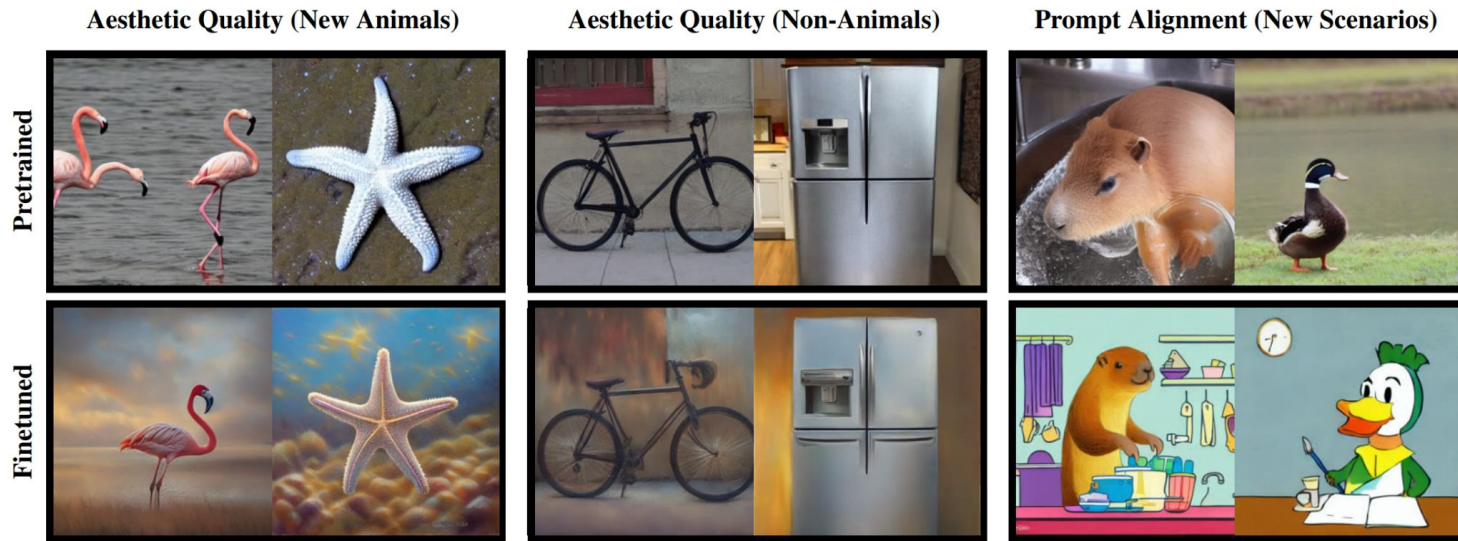 Aesthetic Quality (New Animals)
Aesthetic Quality (Non-Animals)
Prompt Alignment (New Scenarios)
Pretrained
Finetuned